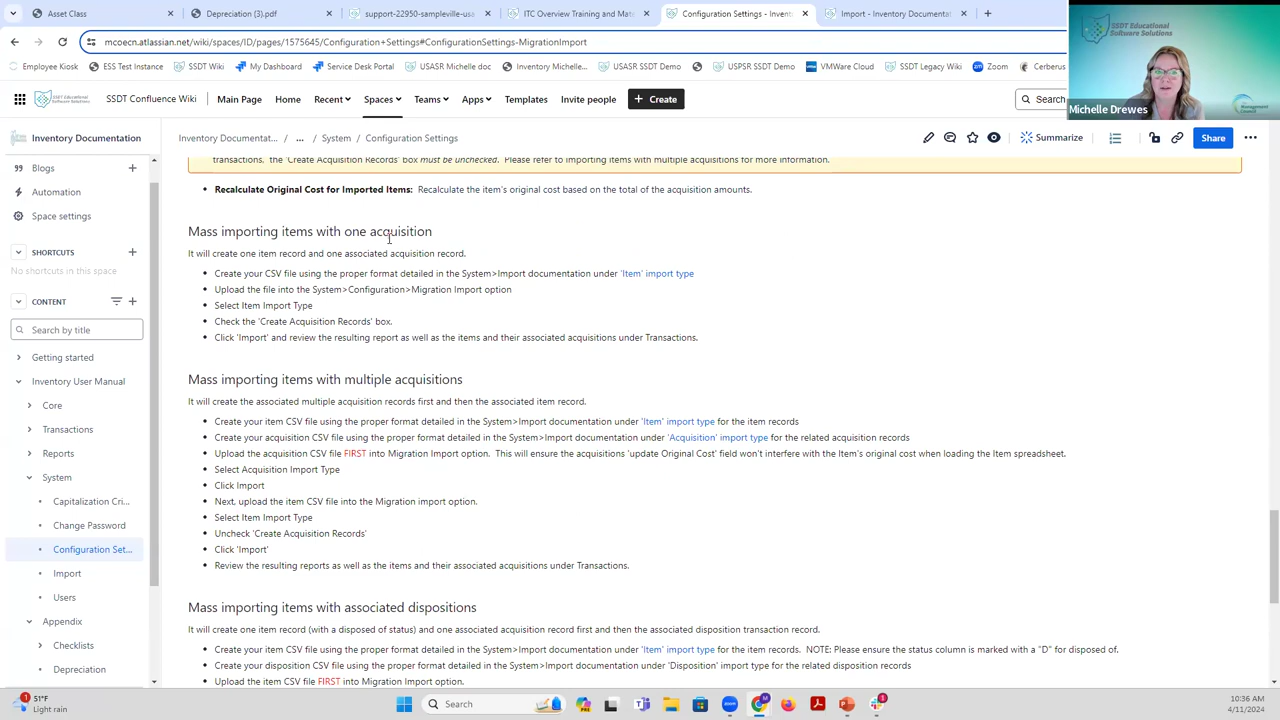 Asset Class
Depreciation (3).pdf
support-22950-sampleville-usa
ITC Overview Training and Mate
Configuration Settings - Invent
Import - Inventory Documentat
mcoecn.atlassian.net/wiki/spaces/ID/pages/1575645/Configuration+Settings#ConfigurationSettings-MigrationImport
Employee Kiosk
ESS Test Instance
SSDT Wiki
My Dashboard
Service Desk Portal
USASR Michelle doc
Inventory Michelle...
USASR SSDT Demo
USPSR SSDT Demo
VMWare Cloud
SSDT Legacy Wiki
Zoom
Cerberus
SSDT Educational
Software Solutions
Management
Council
Michelle Drewes
SSDT Confluence Wiki
Main Page
Home
Recent
Spaces
Teams
Apps
Templates
Invite people
+ Create
Search
Inventory Documentation
Inventory Documentat... / ... / System / Configuration Settings
Summarize
Share
Blogs
Automation
Space settings
SHORTCUTS
No shortcuts in this space
CONTENT
Search by title
Getting started
Inventory User Manual
Core
Transactions
Reports
System
Capitalization Cri...
Change Password
Configuration Set...
Import
Users
Appendix
Checklists
Depreciation
transactions. the 'Create Acquisition Records' box must be unchecked. Please refer to importing items with multiple acquisitions for more information.
• Recalculate Original Cost for Imported Items: Recalculate the item's original cost based on the total of the acquisition amounts.
Mass importing items with one acquisition
It will create one item record and one associated acquisition record.
• Create your CSV file using the proper format detailed in the System>Import documentation under 'Item' import type
• Upload the file into the System>Configuration>Migration Import option
• Select Item Import Type
• Check the 'Create Acquisition Records' box.
• Click 'Import' and review the resulting report as well as the items and their associated acquisitions under Transactions.
Mass importing items with multiple acquisitions
It will create the associated multiple acquisition records first and then the associated item record.
• Create your item CSV file using the proper format detailed in the System>Import documentation under 'Item' import type for the item records
• Create your acquisition CSV file using the proper format detailed in the System>Import documentation under 'Acquisition' import type for the related acquisition records
• Upload the acquisition CSV file FIRST into Migration Import option. This will ensure the acquisitions 'update Original Cost' field won't interfere with the Item's original cost when loading the Item spreadsheet.
• Select Acquisition Import Type
• Click Import
• Next, upload the item CSV file into the Migration import option.
• Select Item Import Type
• Uncheck 'Create Acquisition Records'
• Click 'Import'
• Review the resulting reports as well as the items and their associated acquisitions under Transactions.
Mass importing items with associated dispositions
It will create one item record (with a disposed of status) and one associated acquisition record first and then the associated disposition transaction record.
• Create your item CSV file using the proper format detailed in the System>Import documentation under 'Item' import type for the item records. NOTE: Please ensure the status column is marked with a "D" for disposed of.
• Create your disposition CSV file using the proper format detailed in the System>Import documentation under 'Disposition' import type for the related disposition records
• Upload the item CSV file FIRST into Migration Import option.
1
51°F
Light rain
Search
10:36 AM
4/11/2024